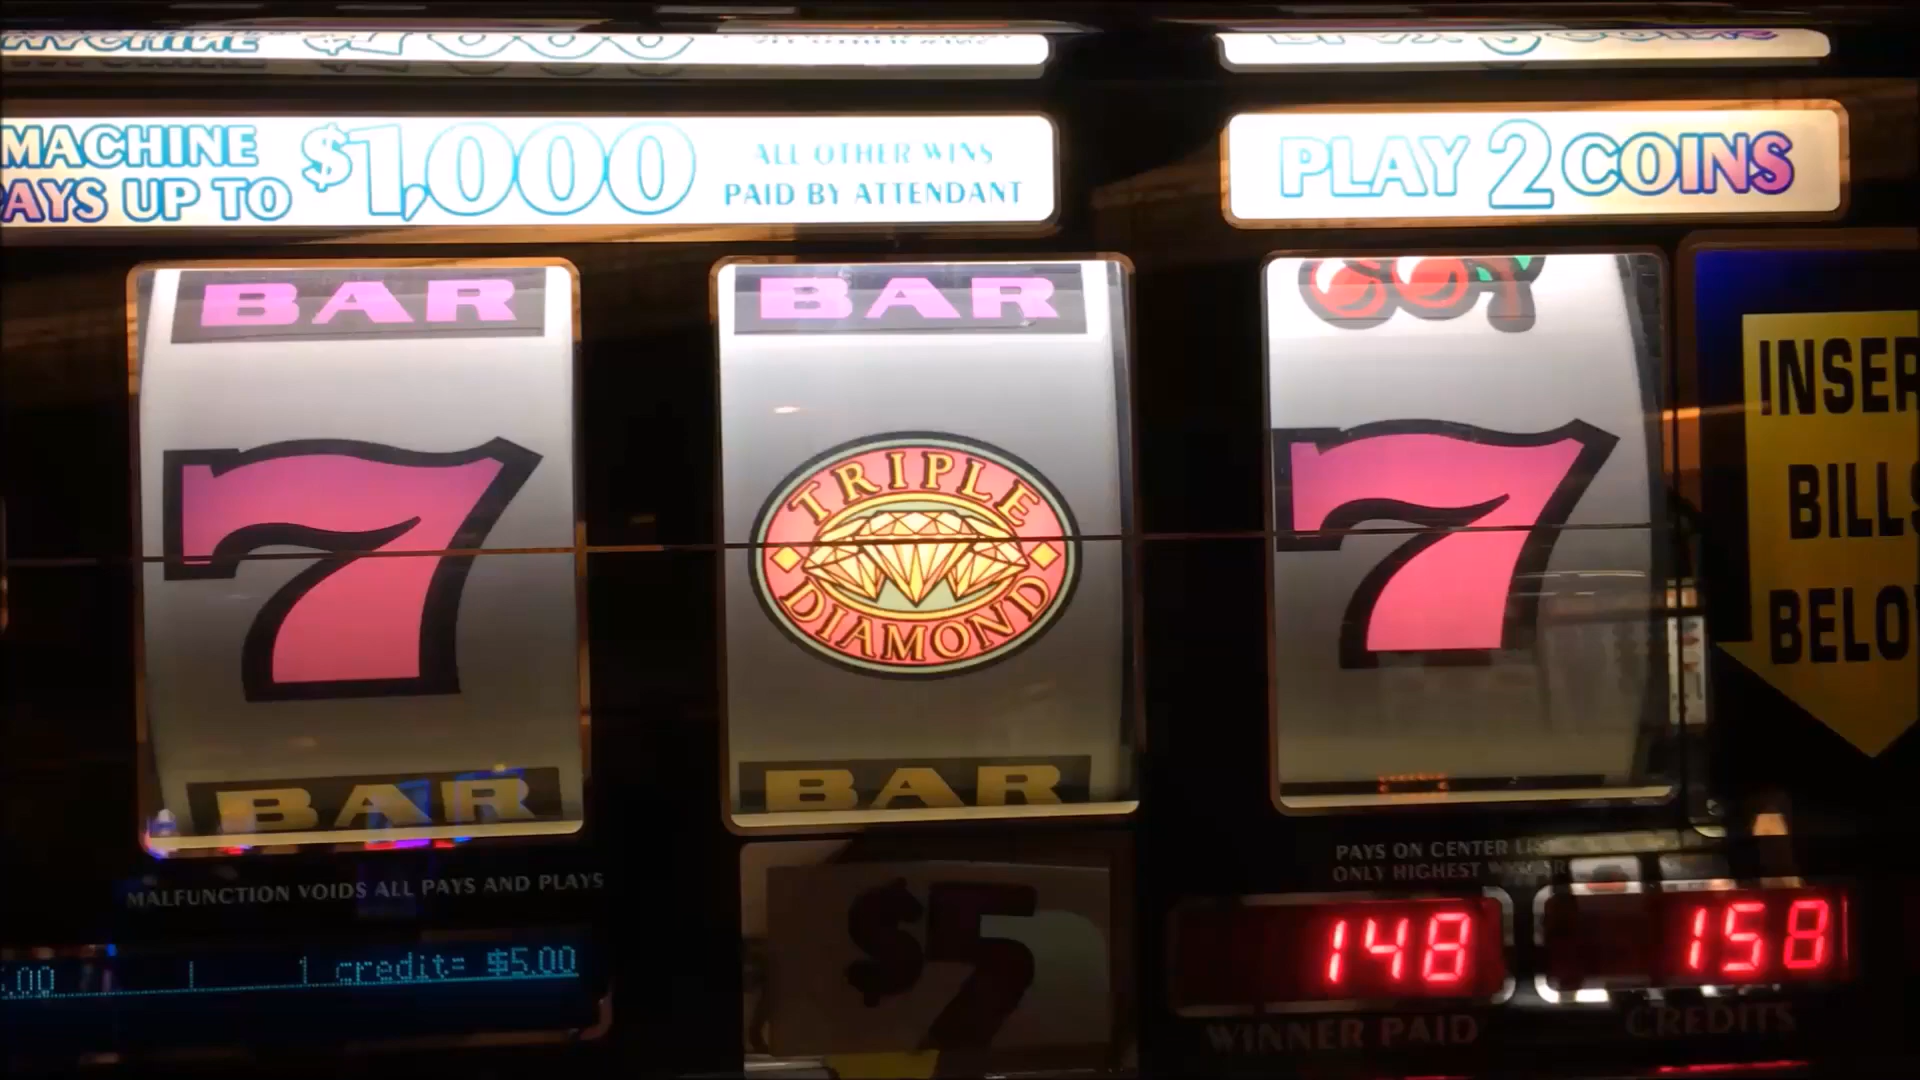 MACHINE
PAYS UP TO
$1,000
ALL OTHER WINS
PAID BY ATTENDANT
PLAY 2 COINS
BAR
BAR
7
TRIPLE
DIAMOND
7
BAR
BAR
INSER
BILLS
BELO
MALFUNCTION VOIDS ALL PAYS AND PLAYS
.00 1 credit= $5.00
$5
PAYS ON CENTER
ONLY HIGHEST
148
158
WINNER PAID
CREDITS